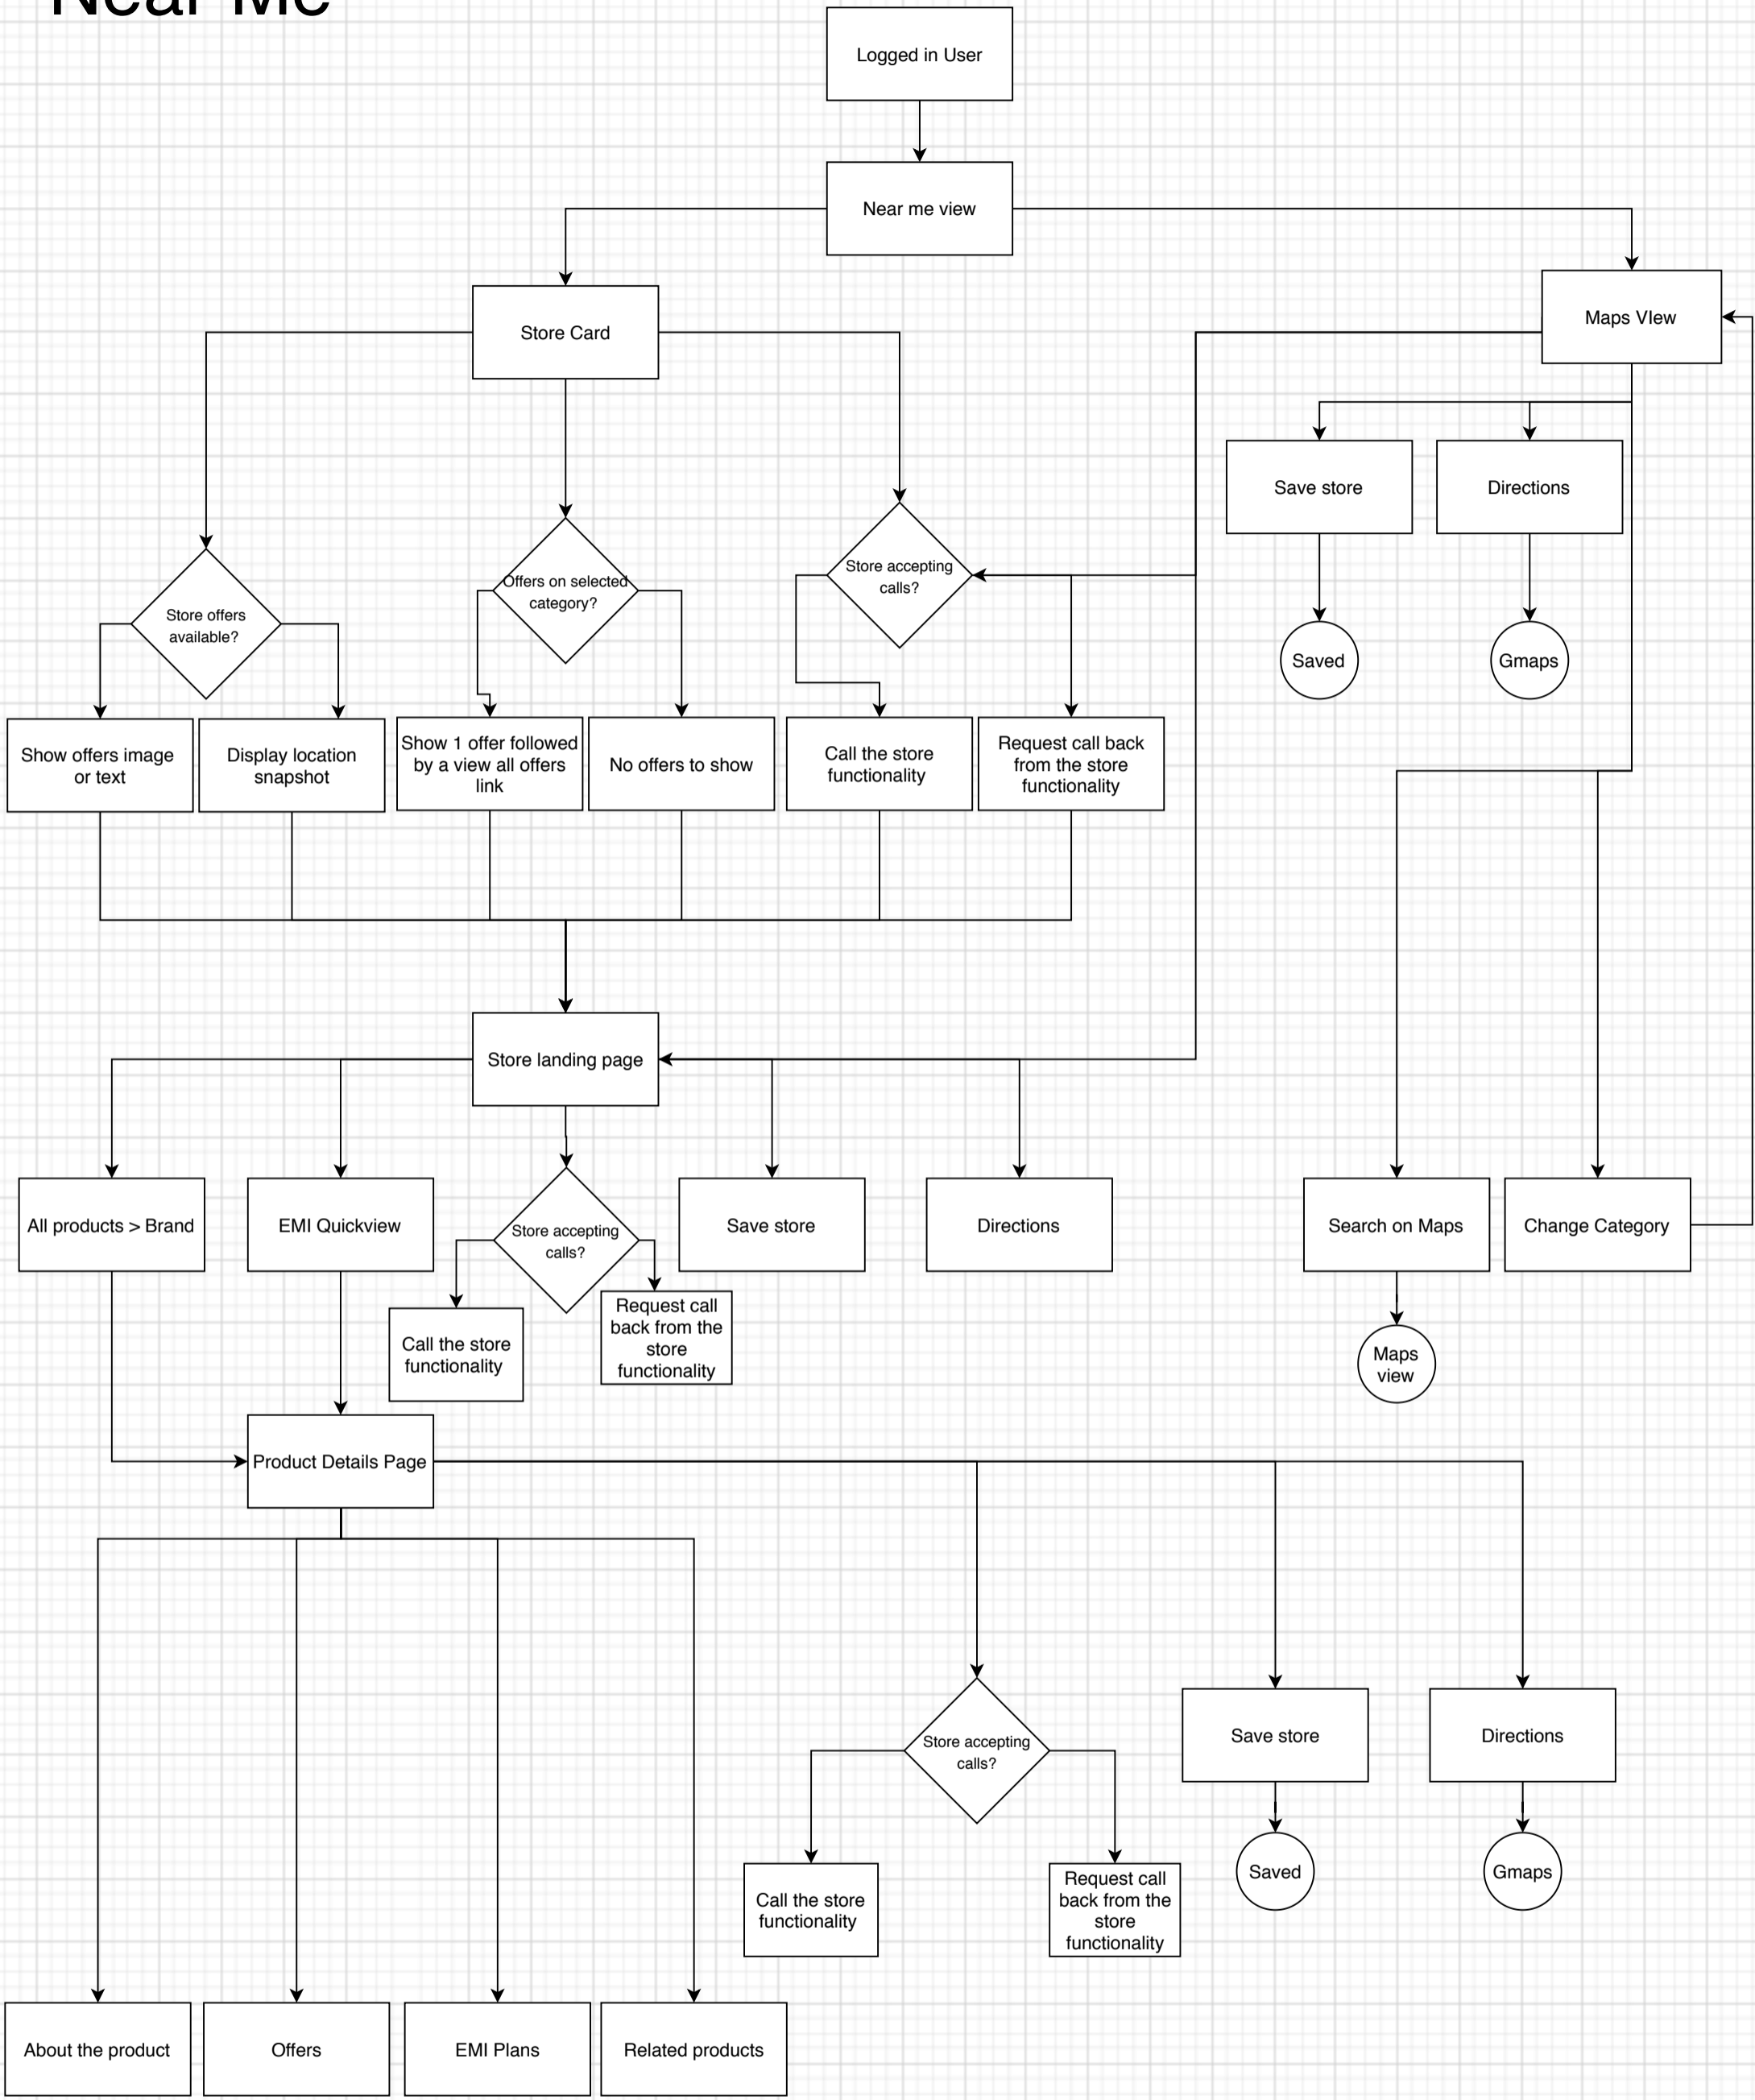 Near Me
Logged in User
Near me view
Store Card
Maps VIew
Save store
Directions
Store offers
available?
Offers on selected
category?
Store accepting
calls?
Saved
Gmaps
Show offers image
or text
Display location
snapshot
Show 1 offer followed
by a view all offers
link
No offers to show
Call the store
functionality
Request call back
from the store
functionality
Store landing page
All products > Brand
EMI Quickview
Store accepting
calls?
Save store
Directions
Search on Maps
Change Category
Call the store
functionality
Request call
back from the
store
functionality
Maps
view
Product Details Page
Store accepting
calls?
Save store
Directions
Call the store
functionality
Request call
back from the
store
functionality
Saved
Gmaps
About the product
Offers
EMI Plans
Related products